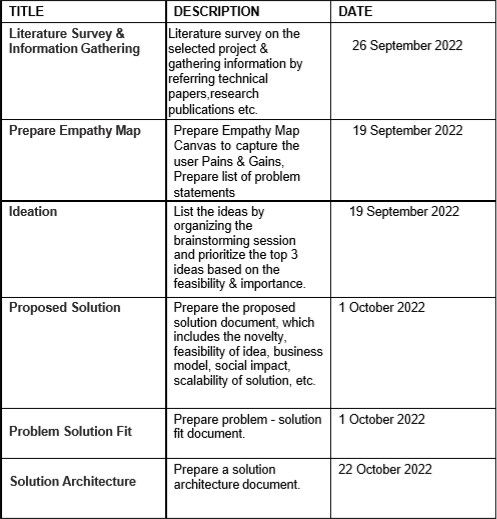 TITLE DESCRIPTION DATE
Literature Survey &
Information Gathering
Literature survey on the
selected project &
gathering information by
referring technical
papers,research
publications etc.
26 September 2022
Prepare Empathy Map
Prepare Empathy Map
Canvas to capture the
user Pains & Gains,
Prepare list of problem
statements
19 September 2022
Ideation
List the ideas by
organizing the
brainstorming session
and prioritize the top 3
ideas based on the
feasibility & importance.
19 September 2022
Proposed Solution
Prepare the proposed
solution document, which
includes the novelty,
feasibility of idea, business
model, social impact,
scalability of solution, etc.
1 October 2022
Problem Solution Fit
Prepare problem - solution
fit document.
1 October 2022
Solution Architecture
Prepare a solution
architecture document.
22 October 2022